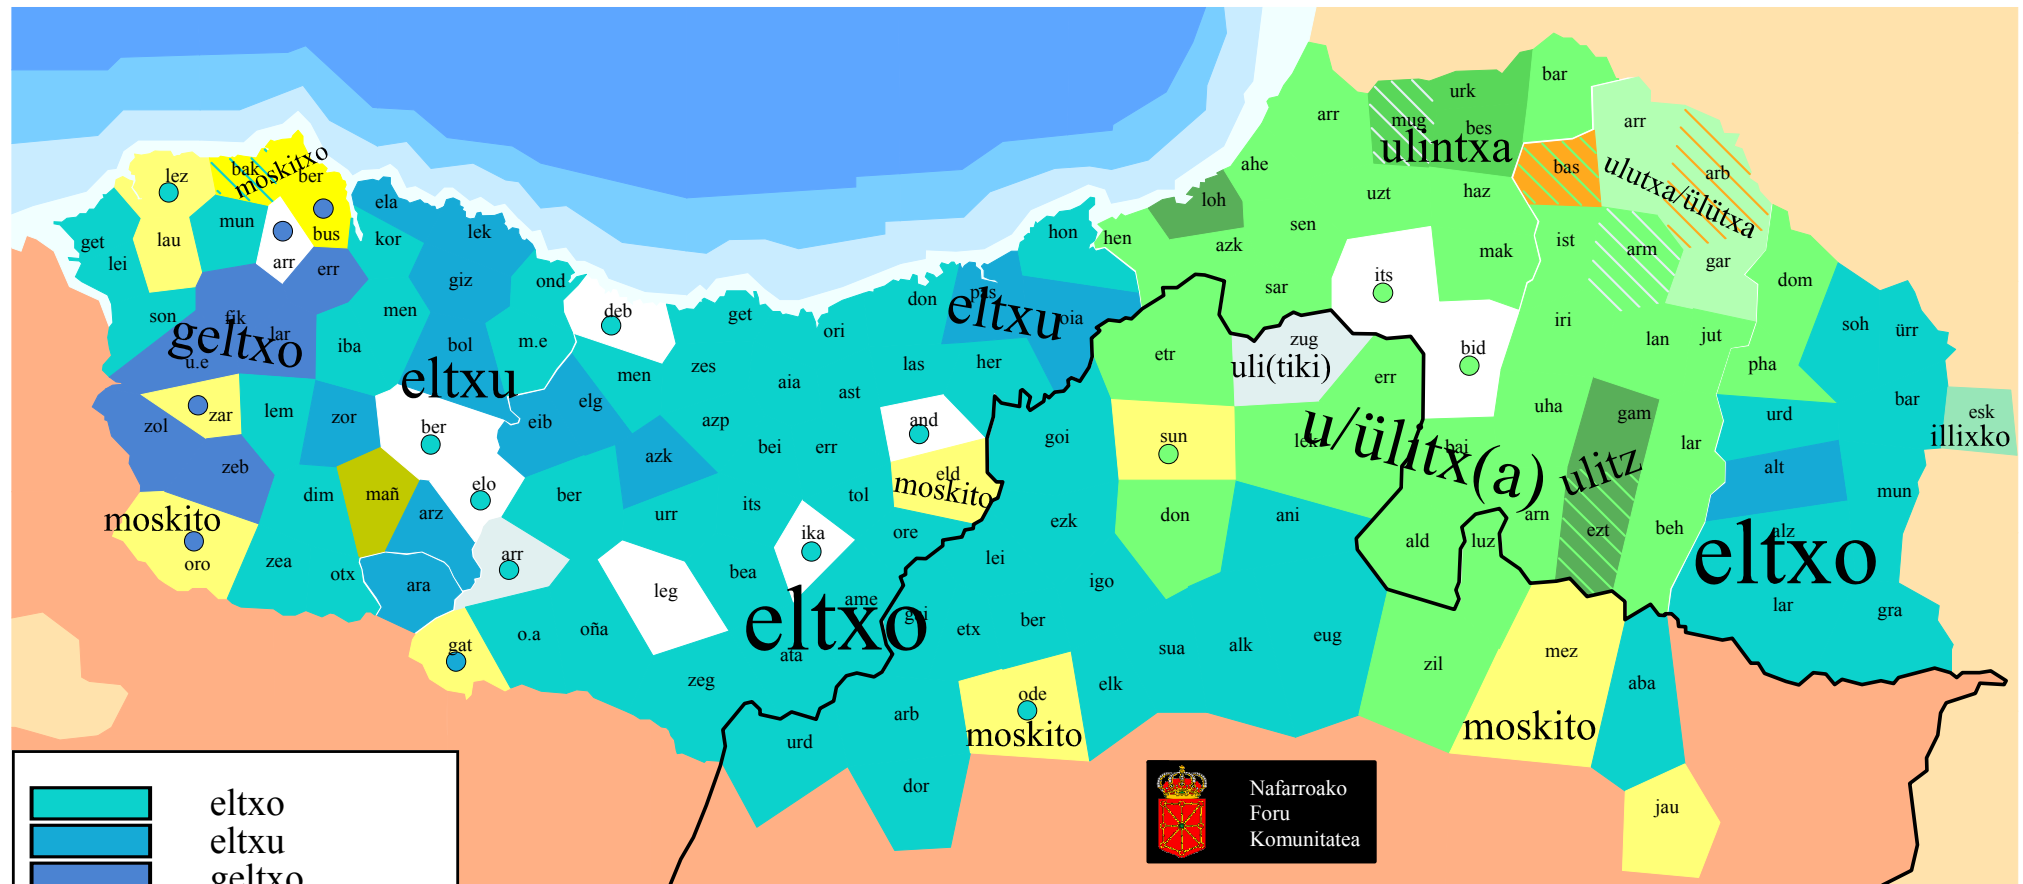 bar
urk
arr
mug
bes
arr
ulintxa
moskitxo
bak
ber
lez
ahe
bas
arb
ulutxa/ülütxa
uzt
haz
loh
ela
mun
bus
lek
kor
hon
hen
sen
azk
ist
arm
mak
get
lau
lei
arr
err
gar
its
sar
dom
giz
ond
pas
don
eltxu
oia
men
deb
get
ori
son
fik
lar
geltxo
u.e
iba
bol
m.e
iri
lan
jut
soh
ürr
zug
uli(tiki)
bid
etr
las
her
zes
men
aia
ast
err
pha
eltxu
bar
zol
zar
lem
zor
elg
eib
azp
and
uha
gam
urd
esk
illixko
ber
bei
err
goi
sun
lek
u/ülitx(a)
bai
ulitz
lar
azk
zeb
dim
mañ
elo
ber
its
tol
eld
moskito
alt
mun
moskito
arz
urr
ika
ore
ezk
don
ani
arn
ezt
beh
alz
eltxo
oro
zea
otx
ara
arr
bea
lei
igo
ald
luz
leg
ame
eltxo
goi
etx
ber
lar
gra
gat
o.a
oña
ata
sua
alk
eug
zil
mez
zeg
ode
elk
aba
moskito
moskito
urd
arb
dor
jau
Nafarroako
Foru
Komunitatea
eltxo
eltxu
geltxo